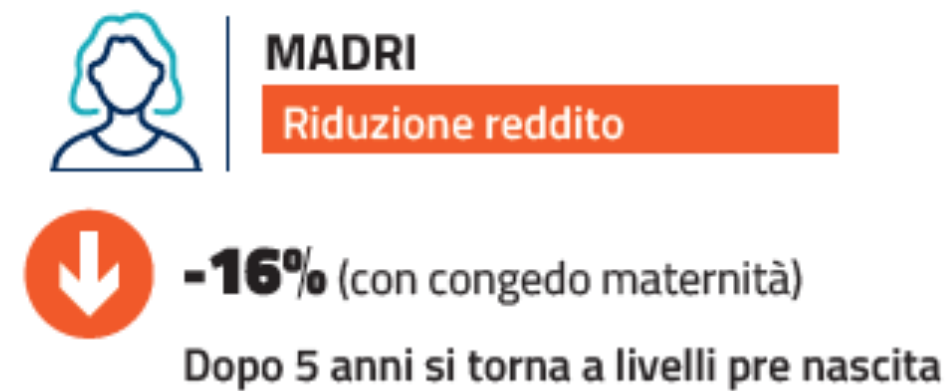 MADRI
Riduzione reddito
-16% (con congedo maternità)
Dopo 5 anni si torna a livelli pre nascita